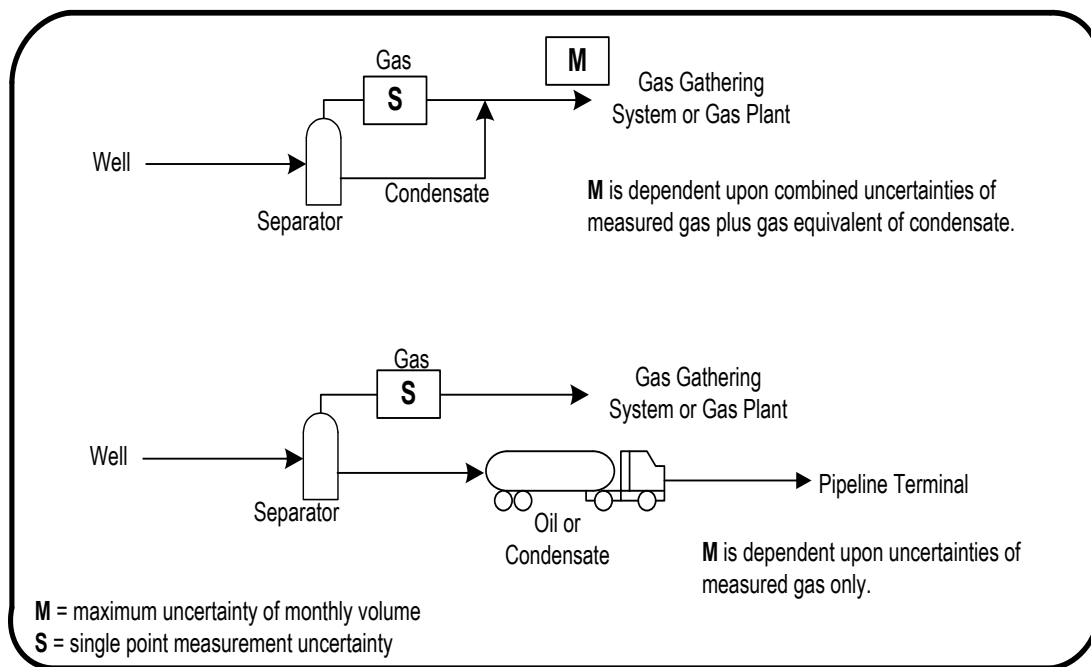 Gas
S
M
Gas Gathering
System or Gas Plant
Well
Condensate
Separator
M is dependent upon combined uncertainties of
measured gas plus gas equivalent of condensate.
Gas
S
Gas Gathering
System or Gas Plant
Well
Separator
Pipeline Terminal
Oil or
Condensate
M is dependent upon uncertainties of
measured gas only.
M = maximum uncertainty of monthly volume
S = single point measurement uncertainty